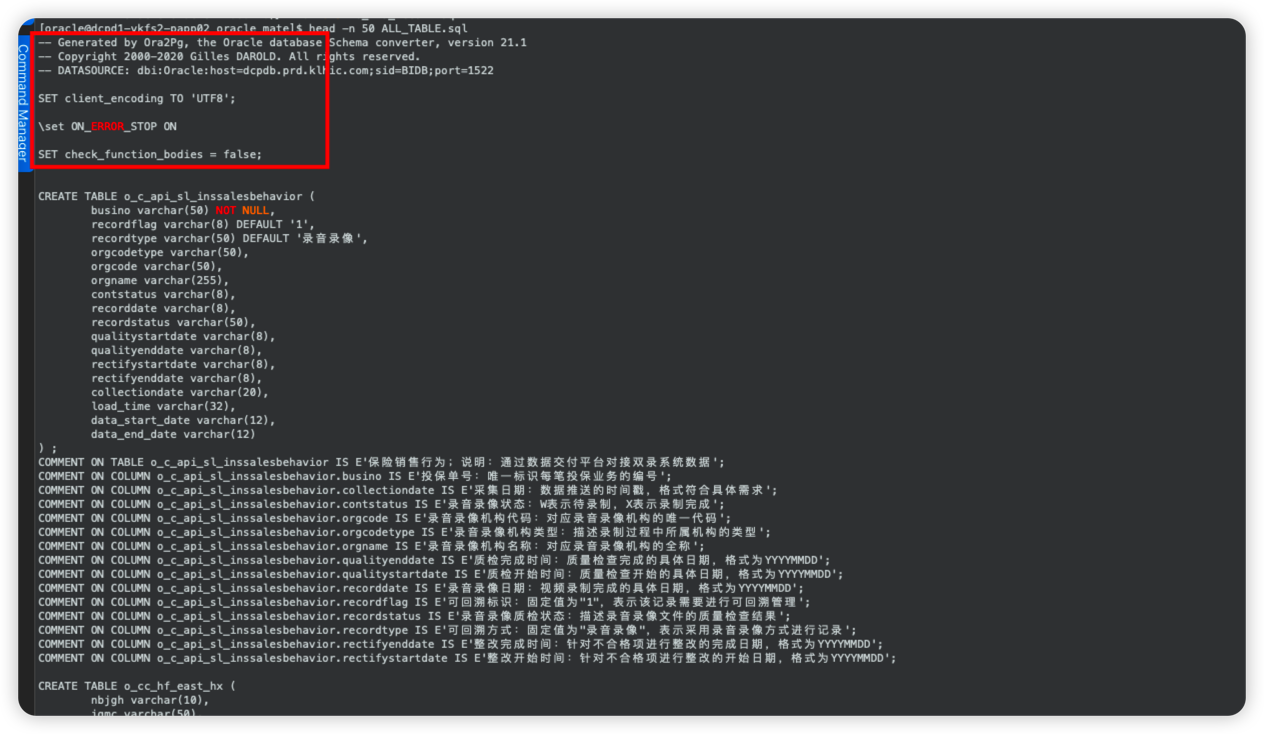 [oracle@dcpd1-vkfs2-papp02 oracle_mate]$ head -n 50 ALL_TABLE.sql
Command Manager
-- Generated by Ora2Pg, the Oracle database Schema converter, version 21.1
-- Copyright 2000-2020 Gilles DAROLD. All rights reserved.
-- DATASOURCE: dbi:Oracle:host=dcpdb.prd.klhic.com;sid=BIDB;port=1522
SET client_encoding TO 'UTF8';
\set ON_ERROR_STOP ON
SET check_function_bodies = false;
CREATE TABLE o_c_api_sl_inssalesbehavior (
busino varchar(50) NOT NULL,
recordflag varchar(8) DEFAULT '1',
recordtype varchar(50) DEFAULT '录音录像',
orgcodetype varchar(50),
orgcode varchar(50),
orgname varchar(255),
contstatus varchar(8),
recorddate varchar(8),
recordstatus varchar(50),
qualitystartdate varchar(8),
qualityenddate varchar(8),
rectifystartdate varchar(8),
rectifyenddate varchar(8),
collectiondate varchar(20),
load_time varchar(32),
data_start_date varchar(12),
data_end_date varchar(12)
) ;
COMMENT ON TABLE o_c_api_sl_inssalesbehavior IS E'保险销售行为；说明：通过数据交付平台对接双录系统数据';
COMMENT ON COLUMN o_c_api_sl_inssalesbehavior.busino IS E'投保单号：唯一标识每笔投保业务的编号';
COMMENT ON COLUMN o_c_api_sl_inssalesbehavior.collectiondate IS E'采集日期：数据推送的时间戳，格式符合具体需求';
COMMENT ON COLUMN o_c_api_sl_inssalesbehavior.contstatus IS E'录音录像状态：W表示待录制，X表示录制完成';
COMMENT ON COLUMN o_c_api_sl_inssalesbehavior.orgcode IS E'录音录像机构代码：对应录音录像机构的唯一代码';
COMMENT ON COLUMN o_c_api_sl_inssalesbehavior.orgcodetype IS E'录音录像机构类型：描述录制过程中所属机构的类型';
COMMENT ON COLUMN o_c_api_sl_inssalesbehavior.orgname IS E'录音录像机构名称：对应录音录像机构的全称';
COMMENT ON COLUMN o_c_api_sl_inssalesbehavior.qualityenddate IS E'质检完成时间：质量检查完成的具体日期，格式为YYYYMMDD';
COMMENT ON COLUMN o_c_api_sl_inssalesbehavior.qualitystartdate IS E'质检开始时间：质量检查开始的具体日期，格式为YYYYMMDD';
COMMENT ON COLUMN o_c_api_sl_inssalesbehavior.recorddate IS E'录音录像日期：视频录制完成的具体日期，格式为YYYYMMDD';
COMMENT ON COLUMN o_c_api_sl_inssalesbehavior.recordflag IS E'可回溯标识：固定值为"1"，表示该记录需要进行可回溯管理';
COMMENT ON COLUMN o_c_api_sl_inssalesbehavior.recordstatus IS E'录音录像质检状态：描述录音录像文件的质量检查结果';
COMMENT ON COLUMN o_c_api_sl_inssalesbehavior.recordtype IS E'可回溯方式：固定值为"录音录像"，表示采用录音录像方式进行记录';
COMMENT ON COLUMN o_c_api_sl_inssalesbehavior.rectifyenddate IS E'整改完成时间：针对不合格项进行整改的完成日期，格式为YYYYMMDD';
COMMENT ON COLUMN o_c_api_sl_inssalesbehavior.rectifystartdate IS E'整改开始时间：针对不合格项进行整改的开始日期，格式为YYYYMMDD';
CREATE TABLE o_cc_hf_east_hx (
nbjgh varchar(10),
jgmc varchar(50)